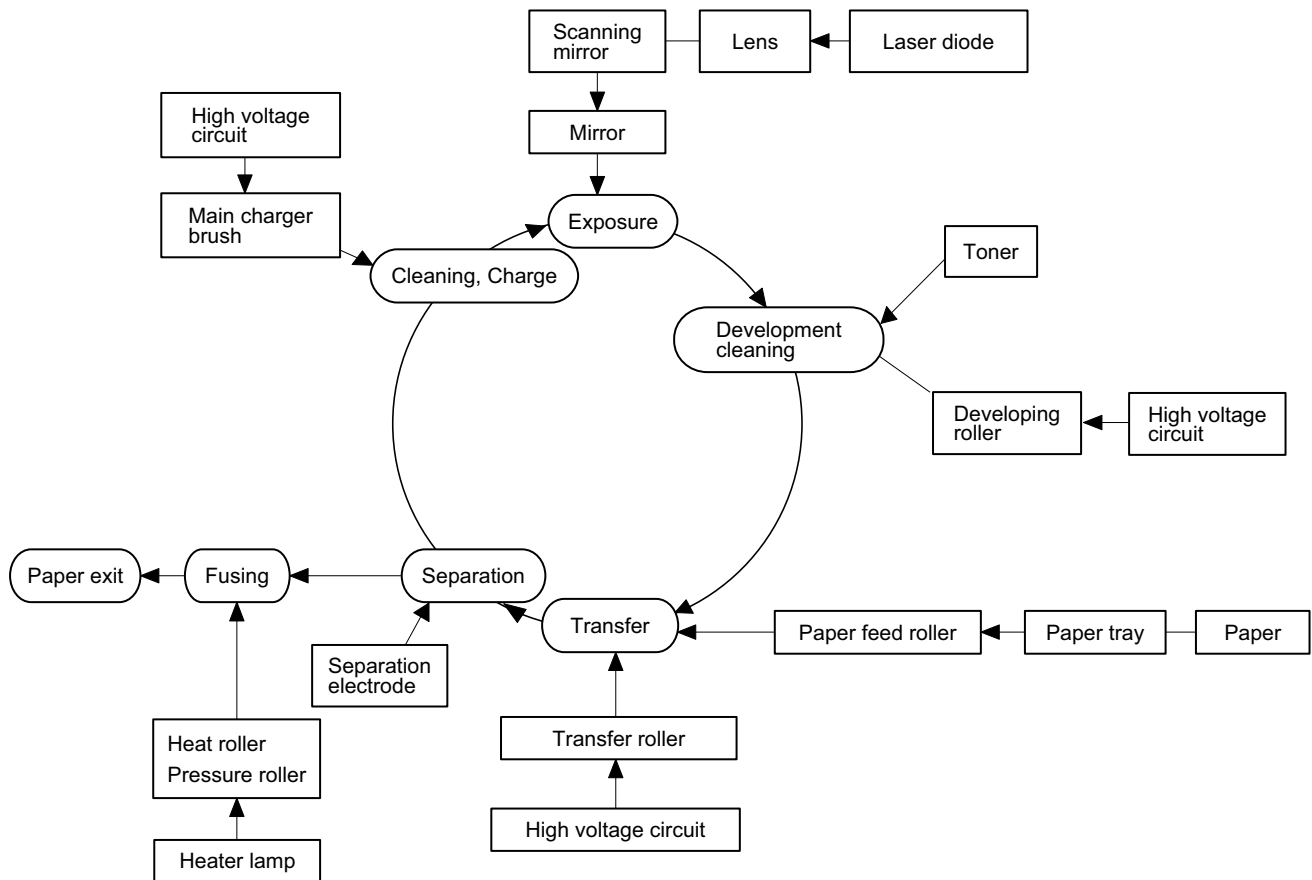 Scanning
mirror
Lens
Laser diode
High voltage
circuit
Mirror
Main charger
brush
Exposure
Toner
Cleaning, Charge
Development
cleaning
Developing
roller
High voltage
circuit
Paper exit
Fusing
Separation
Transfer
Paper feed roller
Paper tray
Paper
Separation
electrode
Heat roller
Pressure roller
Transfer roller
High voltage circuit
Heater lamp